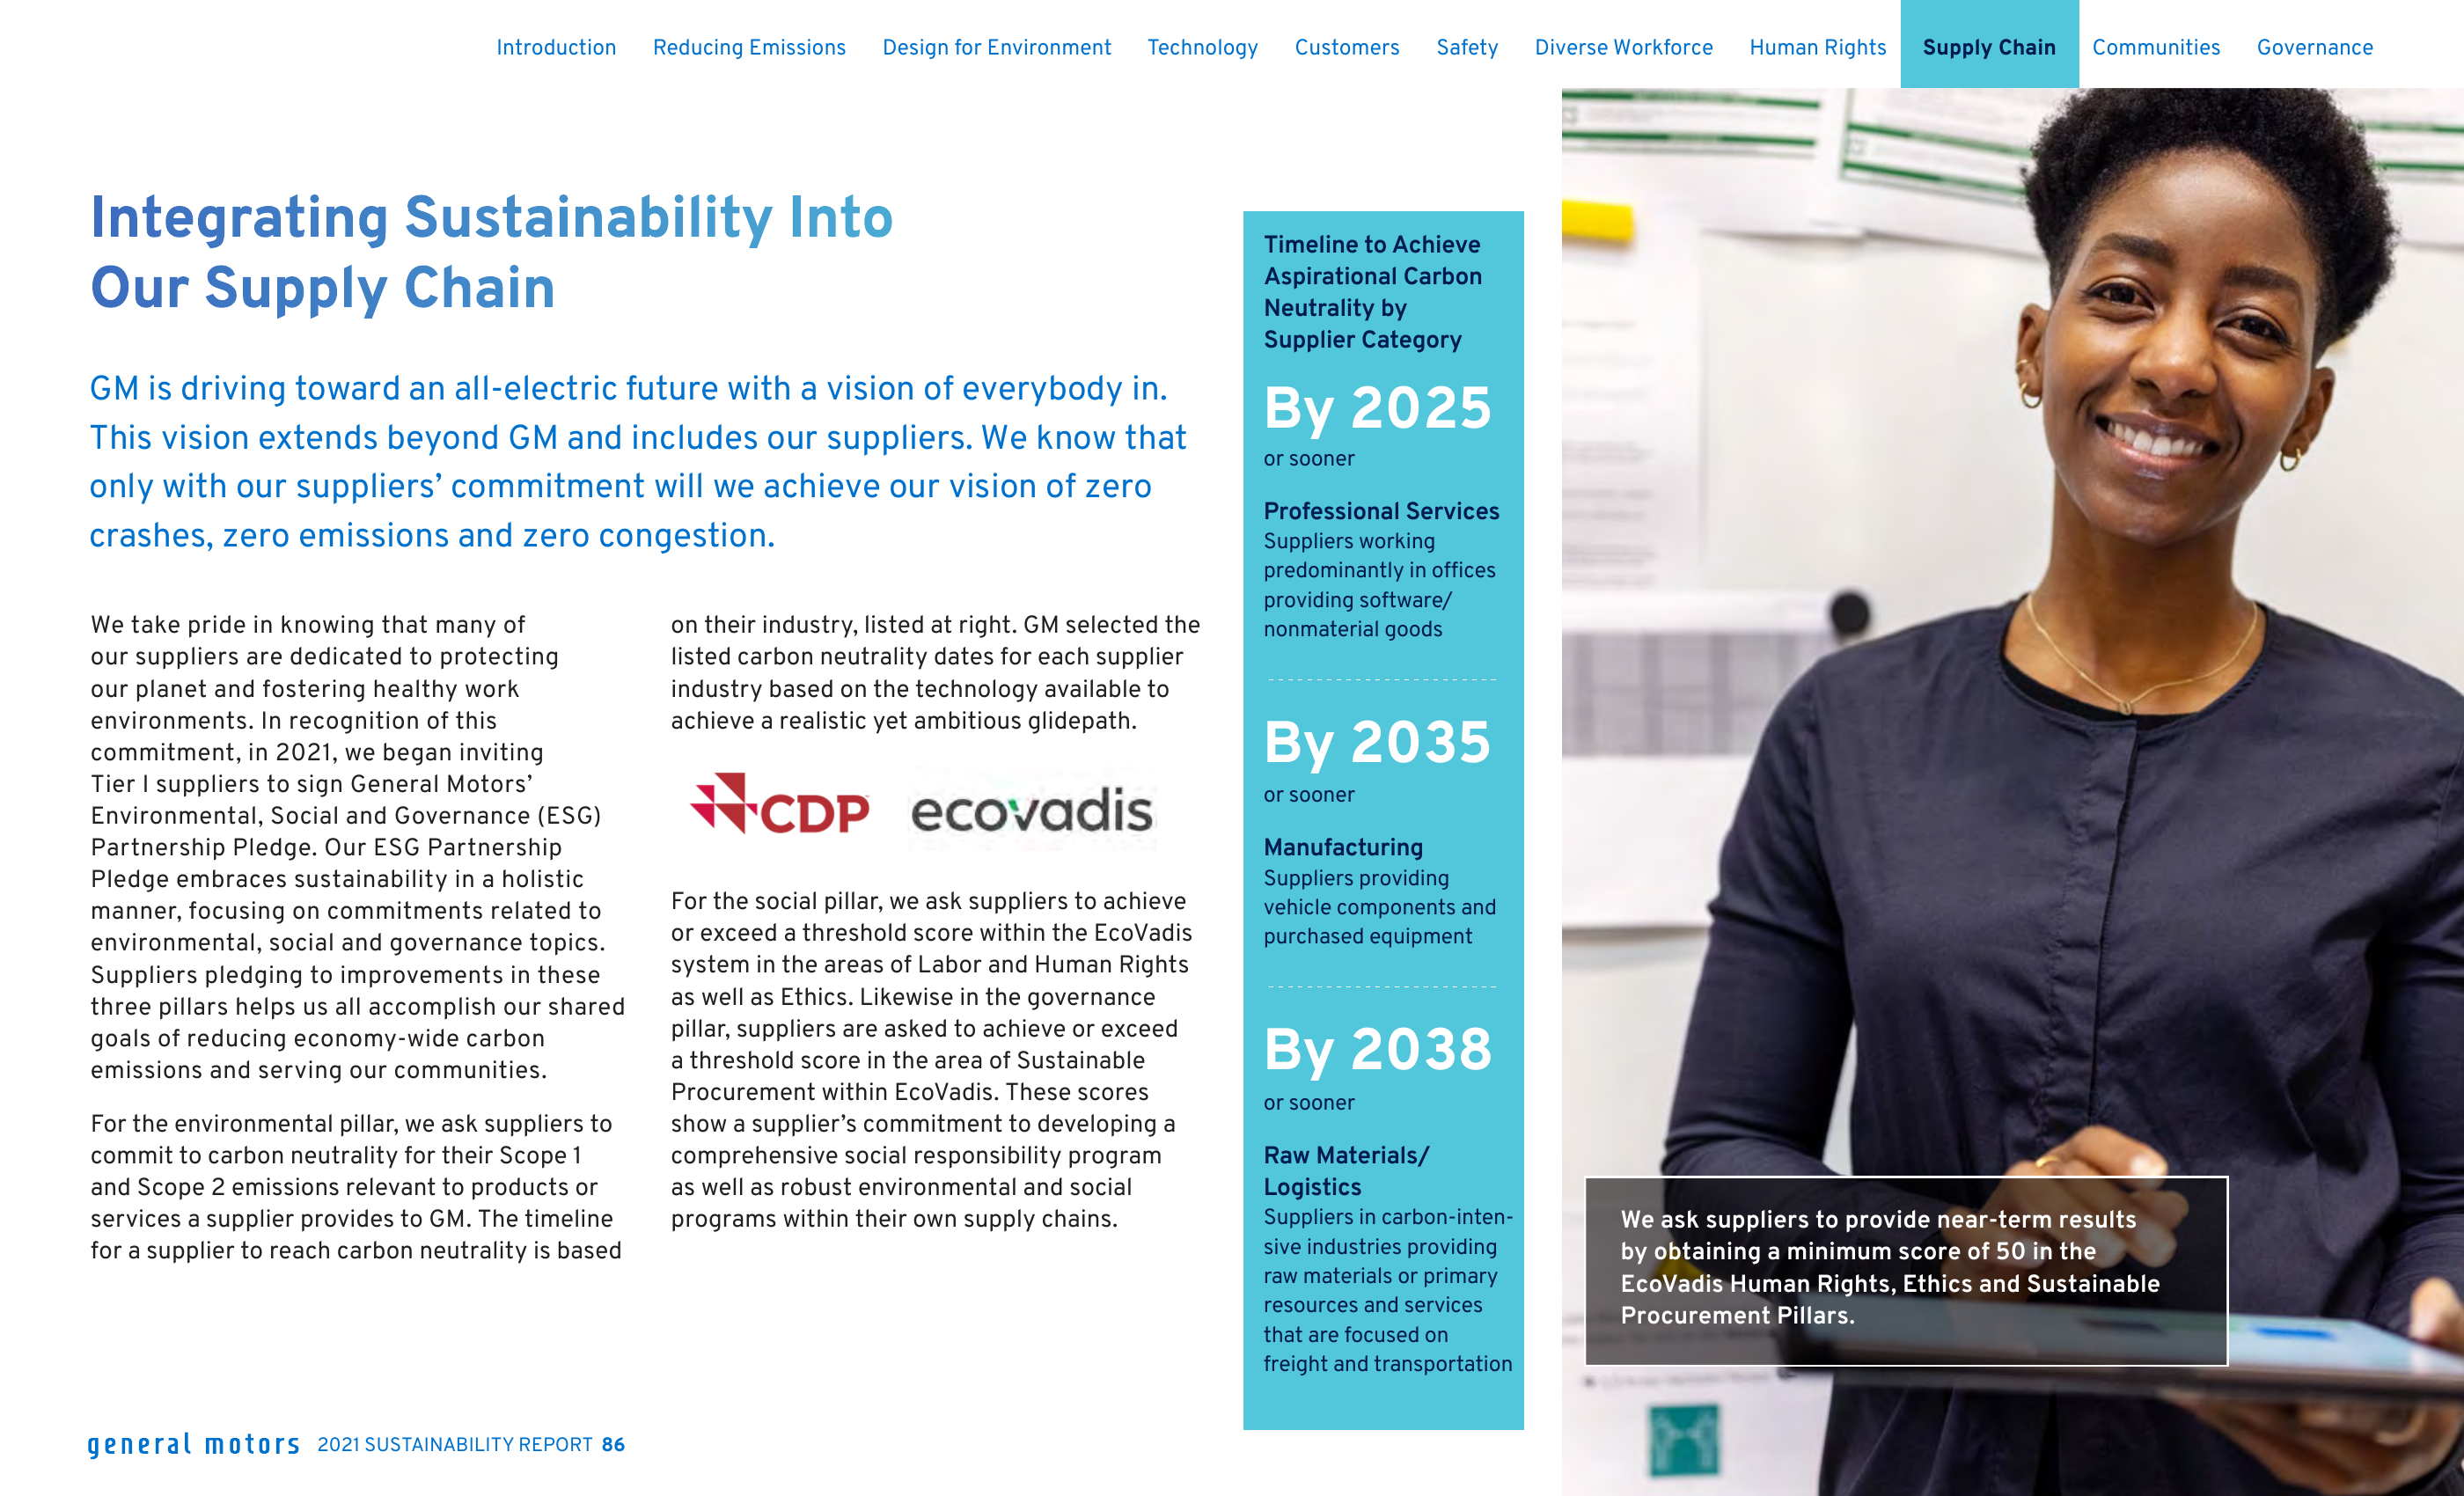 Introduction Reducing Emissions Design for Environment Technology Customers Safety Diverse Workforce Human Rights Supply Chain Communities Governance
Integrating Sustainability Into
Our Supply Chain
GM is driving toward an all-electric future with a vision of everybody in.
This vision extends beyond GM and includes our suppliers. We know that
only with our suppliers’ commitment will we achieve our vision of zero
crashes, zero emissions and zero congestion.
We take pride in knowing that many of
our suppliers are dedicated to protecting
our planet and fostering healthy work
environments. In recognition of this
commitment, in 2021, we began inviting
Tier I suppliers to sign General Motors’
Environmental, Social and Governance (ESG)
Partnership Pledge. Our ESG Partnership
Pledge embraces sustainability in a holistic
manner, focusing on commitments related to
environmental, social and governance topics.
Suppliers pledging to improvements in these
three pillars helps us all accomplish our shared
goals of reducing economy-wide carbon
emissions and serving our communities.
For the environmental pillar, we ask suppliers to
commit to carbon neutrality for their Scope 1
and Scope 2 emissions relevant to products or
services a supplier provides to GM. The timeline
for a supplier to reach carbon neutrality is based
on their industry, listed at right. GM selected the
listed carbon neutrality dates for each supplier
industry based on the technology available to
achieve a realistic yet ambitious glidepath.
CDP ecovadis
For the social pillar, we ask suppliers to achieve
or exceed a threshold score within the EcoVadis
system in the areas of Labor and Human Rights
as well as Ethics. Likewise in the governance
pillar, suppliers are asked to achieve or exceed
a threshold score in the area of Sustainable
Procurement within EcoVadis. These scores
show a supplier’s commitment to developing a
comprehensive social responsibility program
as well as robust environmental and social
programs within their own supply chains.
Timeline to Achieve
Aspirational Carbon
Neutrality by
Supplier Category
By 2025
or sooner
Professional Services
Suppliers working
predominantly in offices
providing software/
nonmaterial goods
By 2035
or sooner
Manufacturing
Suppliers providing
vehicle components and
purchased equipment
By 2038
or sooner
Raw Materials/
Logistics
Suppliers in carbon-inten-
sive industries providing
raw materials or primary
resources and services
that are focused on
freight and transportation
We ask suppliers to provide near-term results
by obtaining a minimum score of 50 in the
EcoVadis Human Rights, Ethics and Sustainable
Procurement Pillars.
general motors 2021 SUSTAINABILITY REPORT 86